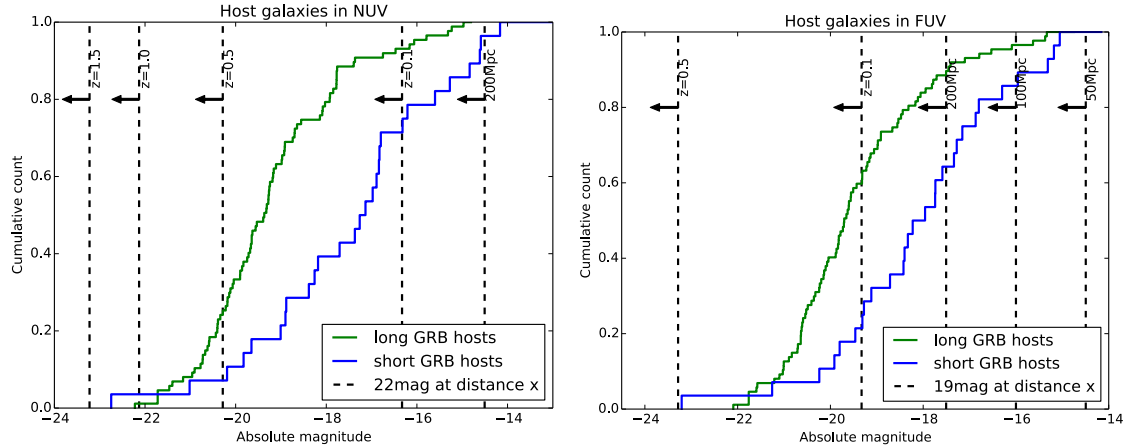 Host galaxies in NUV
1.0
0.8
0.6
0.4
0.2
0.0
Cumulative count
−24
−22
−20
−18
−16
−14
Absolute magnitude
z=1.5
z=1.0
z=0.5
z=0.1
200Mpc
long GRB hosts
short GRB hosts
22mag at distance x
Host galaxies in FUV
1.0
0.8
0.6
0.4
0.2
0.0
Cumulative count
−24
−22
−20
−18
−16
−14
Absolute magnitude
z=0.5
z=0.1
200Mpc
100Mpc
50Mpc
long GRB hosts
short GRB hosts
19mag at distance x